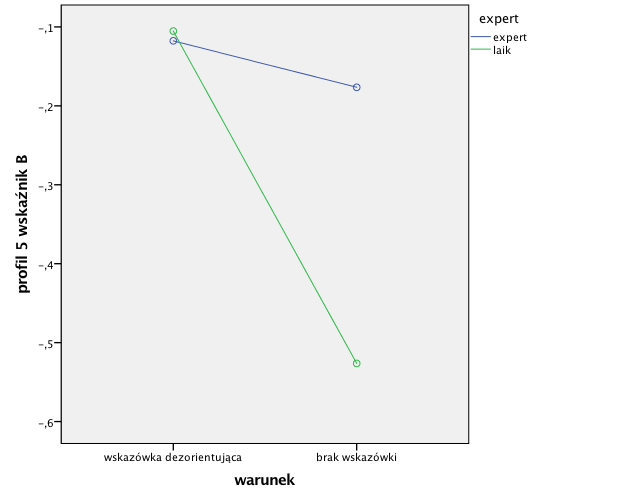 expert
expert
laik
-,1
-,2
-,3
-,4
-,5
-,6
profil 5 wskaźnik B
wskazówka dezorientująca
brak wskazówki
warunek